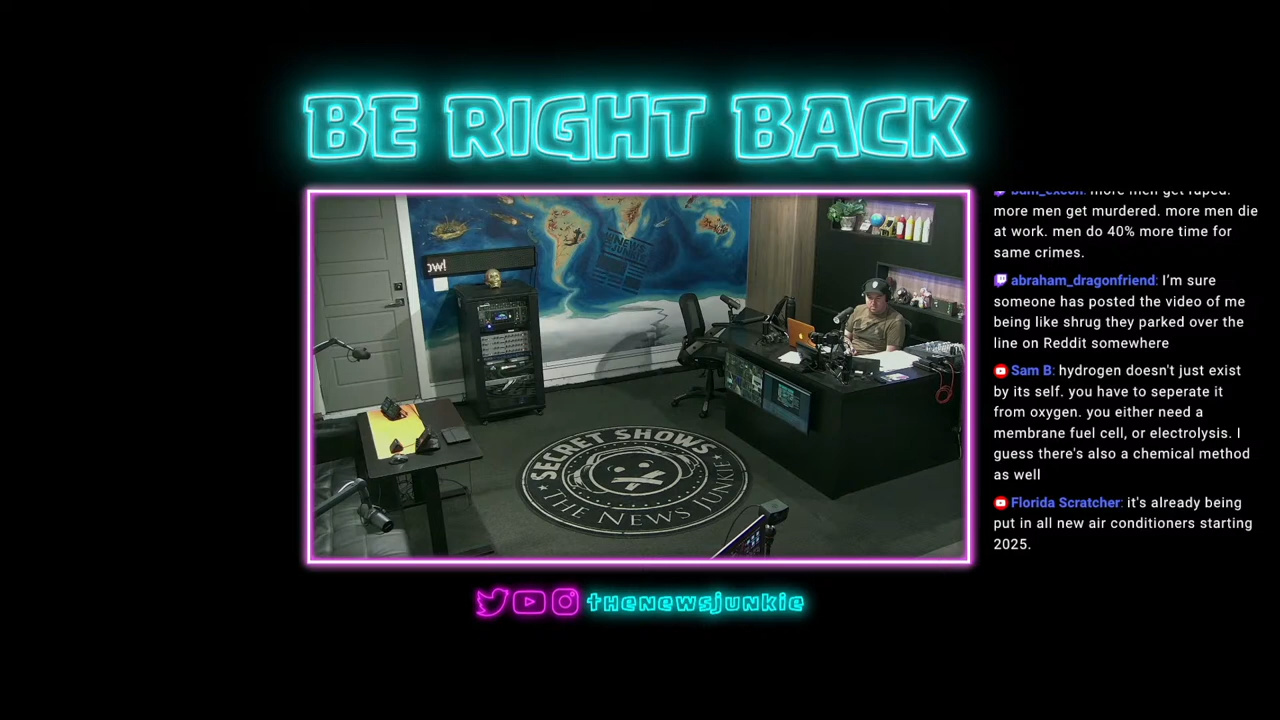 BE RIGHT BACK
more men get raped.
more men get murdered. more men die
at work. men do 40% more time for
same crimes.
abraham_dragonfriend: I'm sure
someone has posted the video of me
being like shrug they parked over the
line on Reddit somewhere
Sam B: hydrogen doesn't just exist
by its self. you have to seperate it
from oxygen. you either need a
membrane fuel cell, or electrolysis. I
guess there's also a chemical method
as well
Florida Scratcher: it's already being
put in all new air conditioners starting
2025.
ow!
NEWS
JUNKIE
SECRET SHOWS
THE NEWS JUNKIE
thenewsjunkie